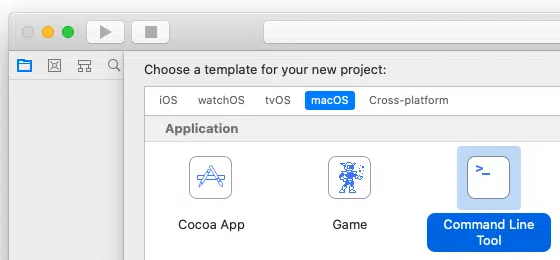 Choose a template for your new project:
iOS watchOS tvOS macOS Cross-platform
Application
>_
Cocoa App Game Command Line
Tool